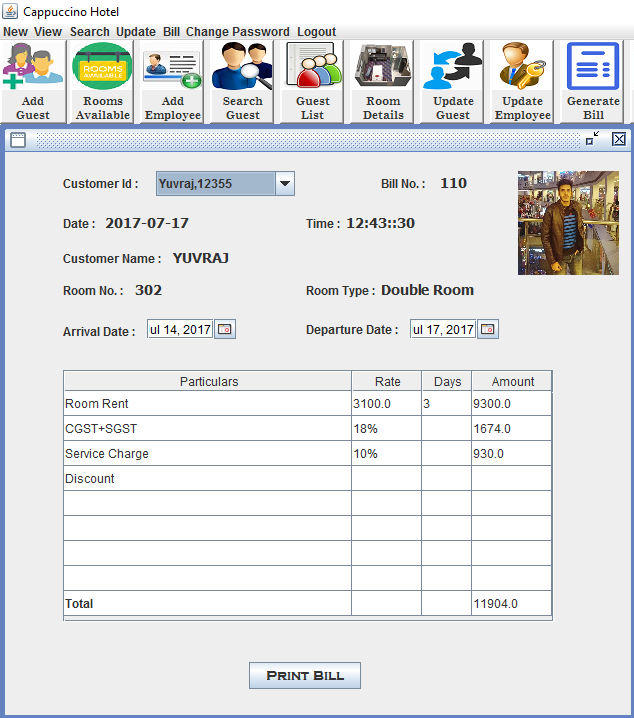 Cappuccino Hotel
New View Search Update Bill Change Password Logout
ROOMS
AVAILABLE
Add Guest
Rooms Available
Add Employee
Search Guest
Guest List
Room Details
Update Guest
Update Employee
Generate Bill
Customer Id : Yuvraj,12355 Bill No. : 110
Date : 2017-07-17 Time : 12:43::30
Customer Name : YUVRAJ
Room No. : 302 Room Type : Double Room
Arrival Date : ul 14, 2017 Departure Date : ul 17, 2017
Particulars Rate Days Amount
Room Rent 3100.0 3 9300.0
CGST+SGST 18% 1674.0
Service Charge 10% 930.0
Discount
Total 11904.0
PRINT BILL